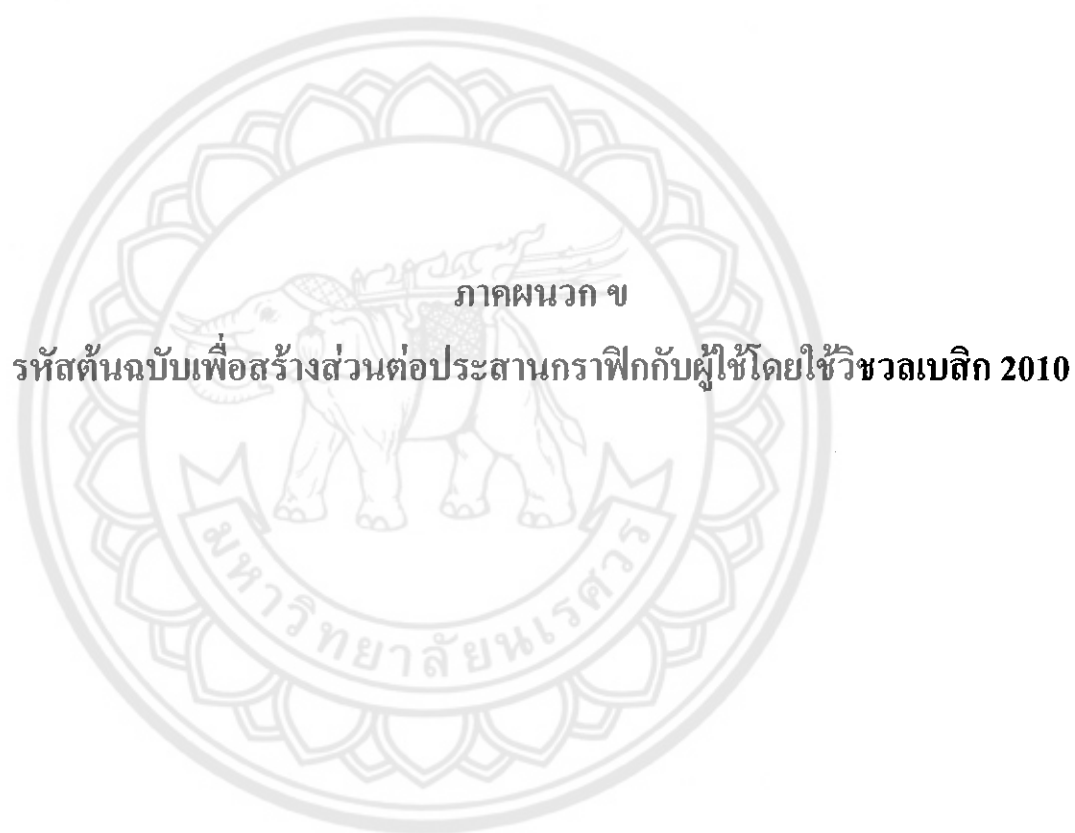 ภาคผนวก ข
รหัสต้นฉบับเพื่อสร้างส่วนต่อประสานกราฟิกกับผู้ใช้โดยใช้วิชวลเบสิก 2010
มหาวิทยาลัยนเรศวร